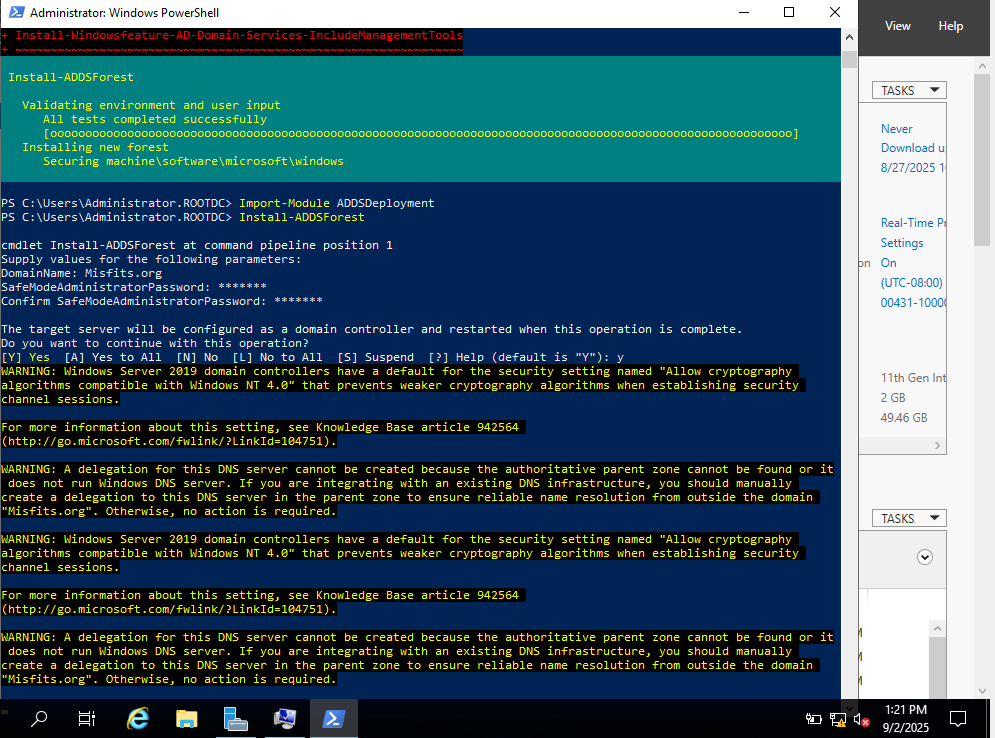 Administrator: Windows PowerShell
View Help
+ Install-Windowsfeature-AD-Domain-Services-IncludeManagementTools
+ ~~~~~~~~~~~~~~~~~~~~~~~~~~~~~~~~~~~~~~~~~~~~~~~~~~~~~~~~~~~~~~~~
Install-ADDSForest
Validating environment and user input
All tests completed successfully
[oooooooooooooooooooooooooooooooooooooooooooooooooooooooooooooooooooooooooooooooooooooooooooooooooooooooooo]
Installing new forest
Securing machine\software\microsoft\windows
PS C:\Users\Administrator.ROOTDC> Import-Module ADDSDeployment
PS C:\Users\Administrator.ROOTDC> Install-ADDSForest
cmdlet Install-ADDSForest at command pipeline position 1
Supply values for the following parameters:
DomainName: Misfits.org
SafeModeAdministratorPassword: *******
Confirm SafeModeAdministratorPassword: *******
The target server will be configured as a domain controller and restarted when this operation is complete.
Do you want to continue with this operation?
[Y] Yes  [A] Yes to All  [N] No  [L] No to All  [S] Suspend  [?] Help (default is "Y"): y
WARNING: Windows Server 2019 domain controllers have a default for the security setting named "Allow cryptography
algorithms compatible with Windows NT 4.0" that prevents weaker cryptography algorithms when establishing security
channel sessions.
For more information about this setting, see Knowledge Base article 942564
(http://go.microsoft.com/fwlink/?LinkId=104751).
WARNING: A delegation for this DNS server cannot be created because the authoritative parent zone cannot be found or it
does not run Windows DNS server. If you are integrating with an existing DNS infrastructure, you should manually
create a delegation to this DNS server in the parent zone to ensure reliable name resolution from outside the domain
"Misfits.org". Otherwise, no action is required.
WARNING: Windows Server 2019 domain controllers have a default for the security setting named "Allow cryptography
algorithms compatible with Windows NT 4.0" that prevents weaker cryptography algorithms when establishing security
channel sessions.
For more information about this setting, see Knowledge Base article 942564
(http://go.microsoft.com/fwlink/?LinkId=104751).
WARNING: A delegation for this DNS server cannot be created because the authoritative parent zone cannot be found or it
does not run Windows DNS server. If you are integrating with an existing DNS infrastructure, you should manually
create a delegation to this DNS server in the parent zone to ensure reliable name resolution from outside the domain
"Misfits.org". Otherwise, no action is required.
TASKS
Never
Download u
8/27/2025 1
Real-Time Pr
Settings
on On
(UTC-08:00)
00431-1000
11th Gen Int
2 GB
49.46 GB
TASKS
M
M
M
1:21 PM
9/2/2025